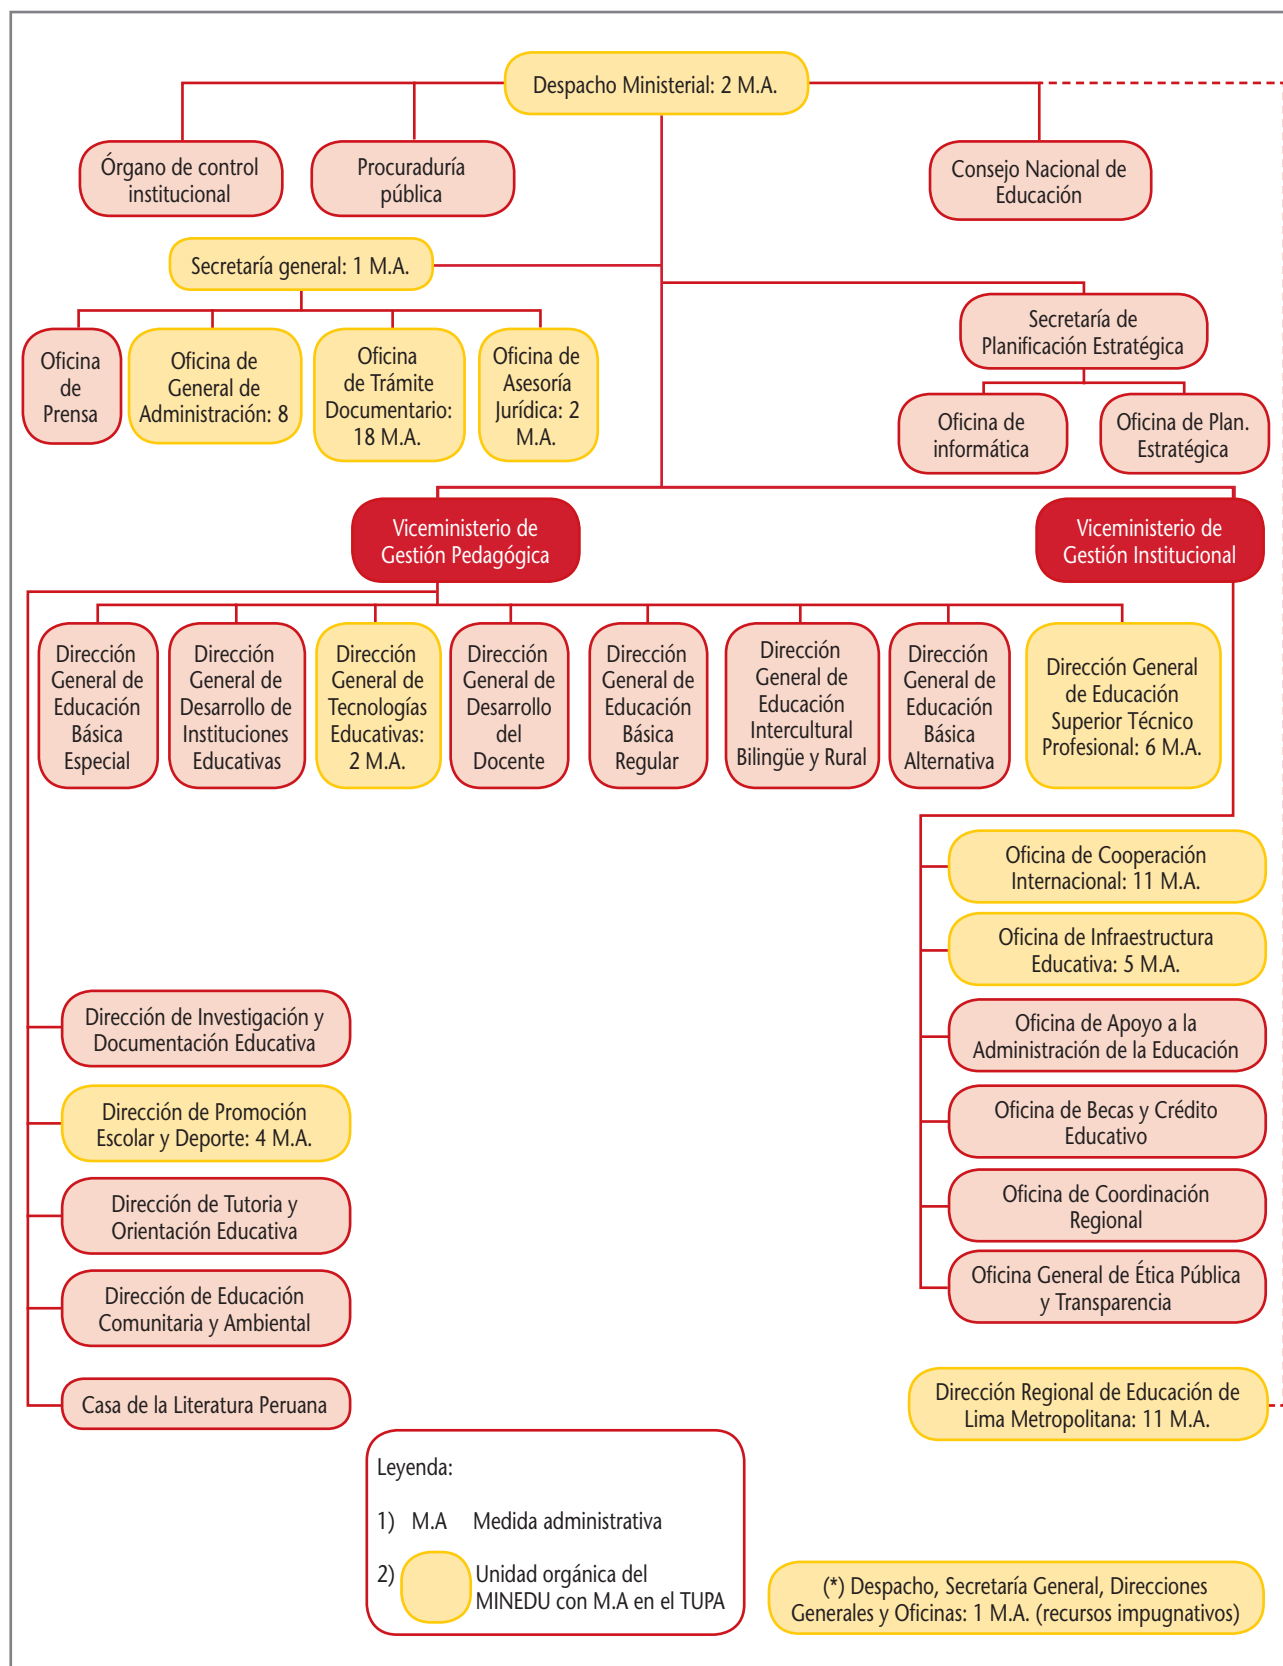 Despacho Ministerial: 2 M.A.
Órgano de control
institucional
Procuraduría
pública
Consejo Nacional de
Educación
Secretaría general: 1 M.A.
Secretaría de
Planificación Estratégica
Oficina
de
Prensa
Oficina de
General de
Administración: 8
Oficina
de Trámite
Documentario:
18 M.A.
Oficina de
Asesoría
Jurídica: 2
M.A.
Oficina de
informática
Oficina de Plan.
Estratégica
Viceministerio de
Gestión Pedagógica
Viceministerio de
Gestión Institucional
Dirección
General de
Educación
Básica
Especial
Dirección
General de
Desarrollo de
Instituciones
Educativas
Dirección
General de
Tecnologías
Educativas:
2 M.A.
Dirección
General de
Desarrollo
del
Docente
Dirección
General de
Educación
Básica
Regular
Dirección
General de
Educación
Intercultural
Bilingüe y Rural
Dirección
General de
Educación
Básica
Alternativa
Dirección General
de Educación
Superior Técnico
Profesional: 6 M.A.
Oficina de Cooperación
Internacional: 11 M.A.
Oficina de Infraestructura
Educativa: 5 M.A.
Oficina de Apoyo a la
Administración de la Educación
Oficina de Becas y Crédito
Educativo
Oficina de Coordinación
Regional
Oficina General de Ética Pública
y Transparencia
Dirección de Investigación y
Documentación Educativa
Dirección de Promoción
Escolar y Deporte: 4 M.A.
Dirección de Tutoria y
Orientación Educativa
Dirección de Educación
Comunitaria y Ambiental
Casa de la Literatura Peruana
Dirección Regional de Educación de
Lima Metropolitana: 11 M.A.
Leyenda:
1) M.A Medida administrativa
2) Unidad orgánica del
MINEDU con M.A en el TUPA
(*) Despacho, Secretaría General, Direcciones
Generales y Oficinas: 1 M.A. (recursos impugnativos)